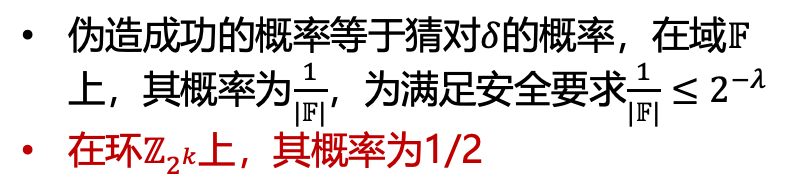 • 伪造成功的概率等于猜对𝛿的概率，在域𝔽
上，其概率为1/|𝔽|，为满足安全要求1/|𝔽| ≤ 2^{−𝜆}
• 在环ℤ_{2^𝑘}上，其概率为1/2